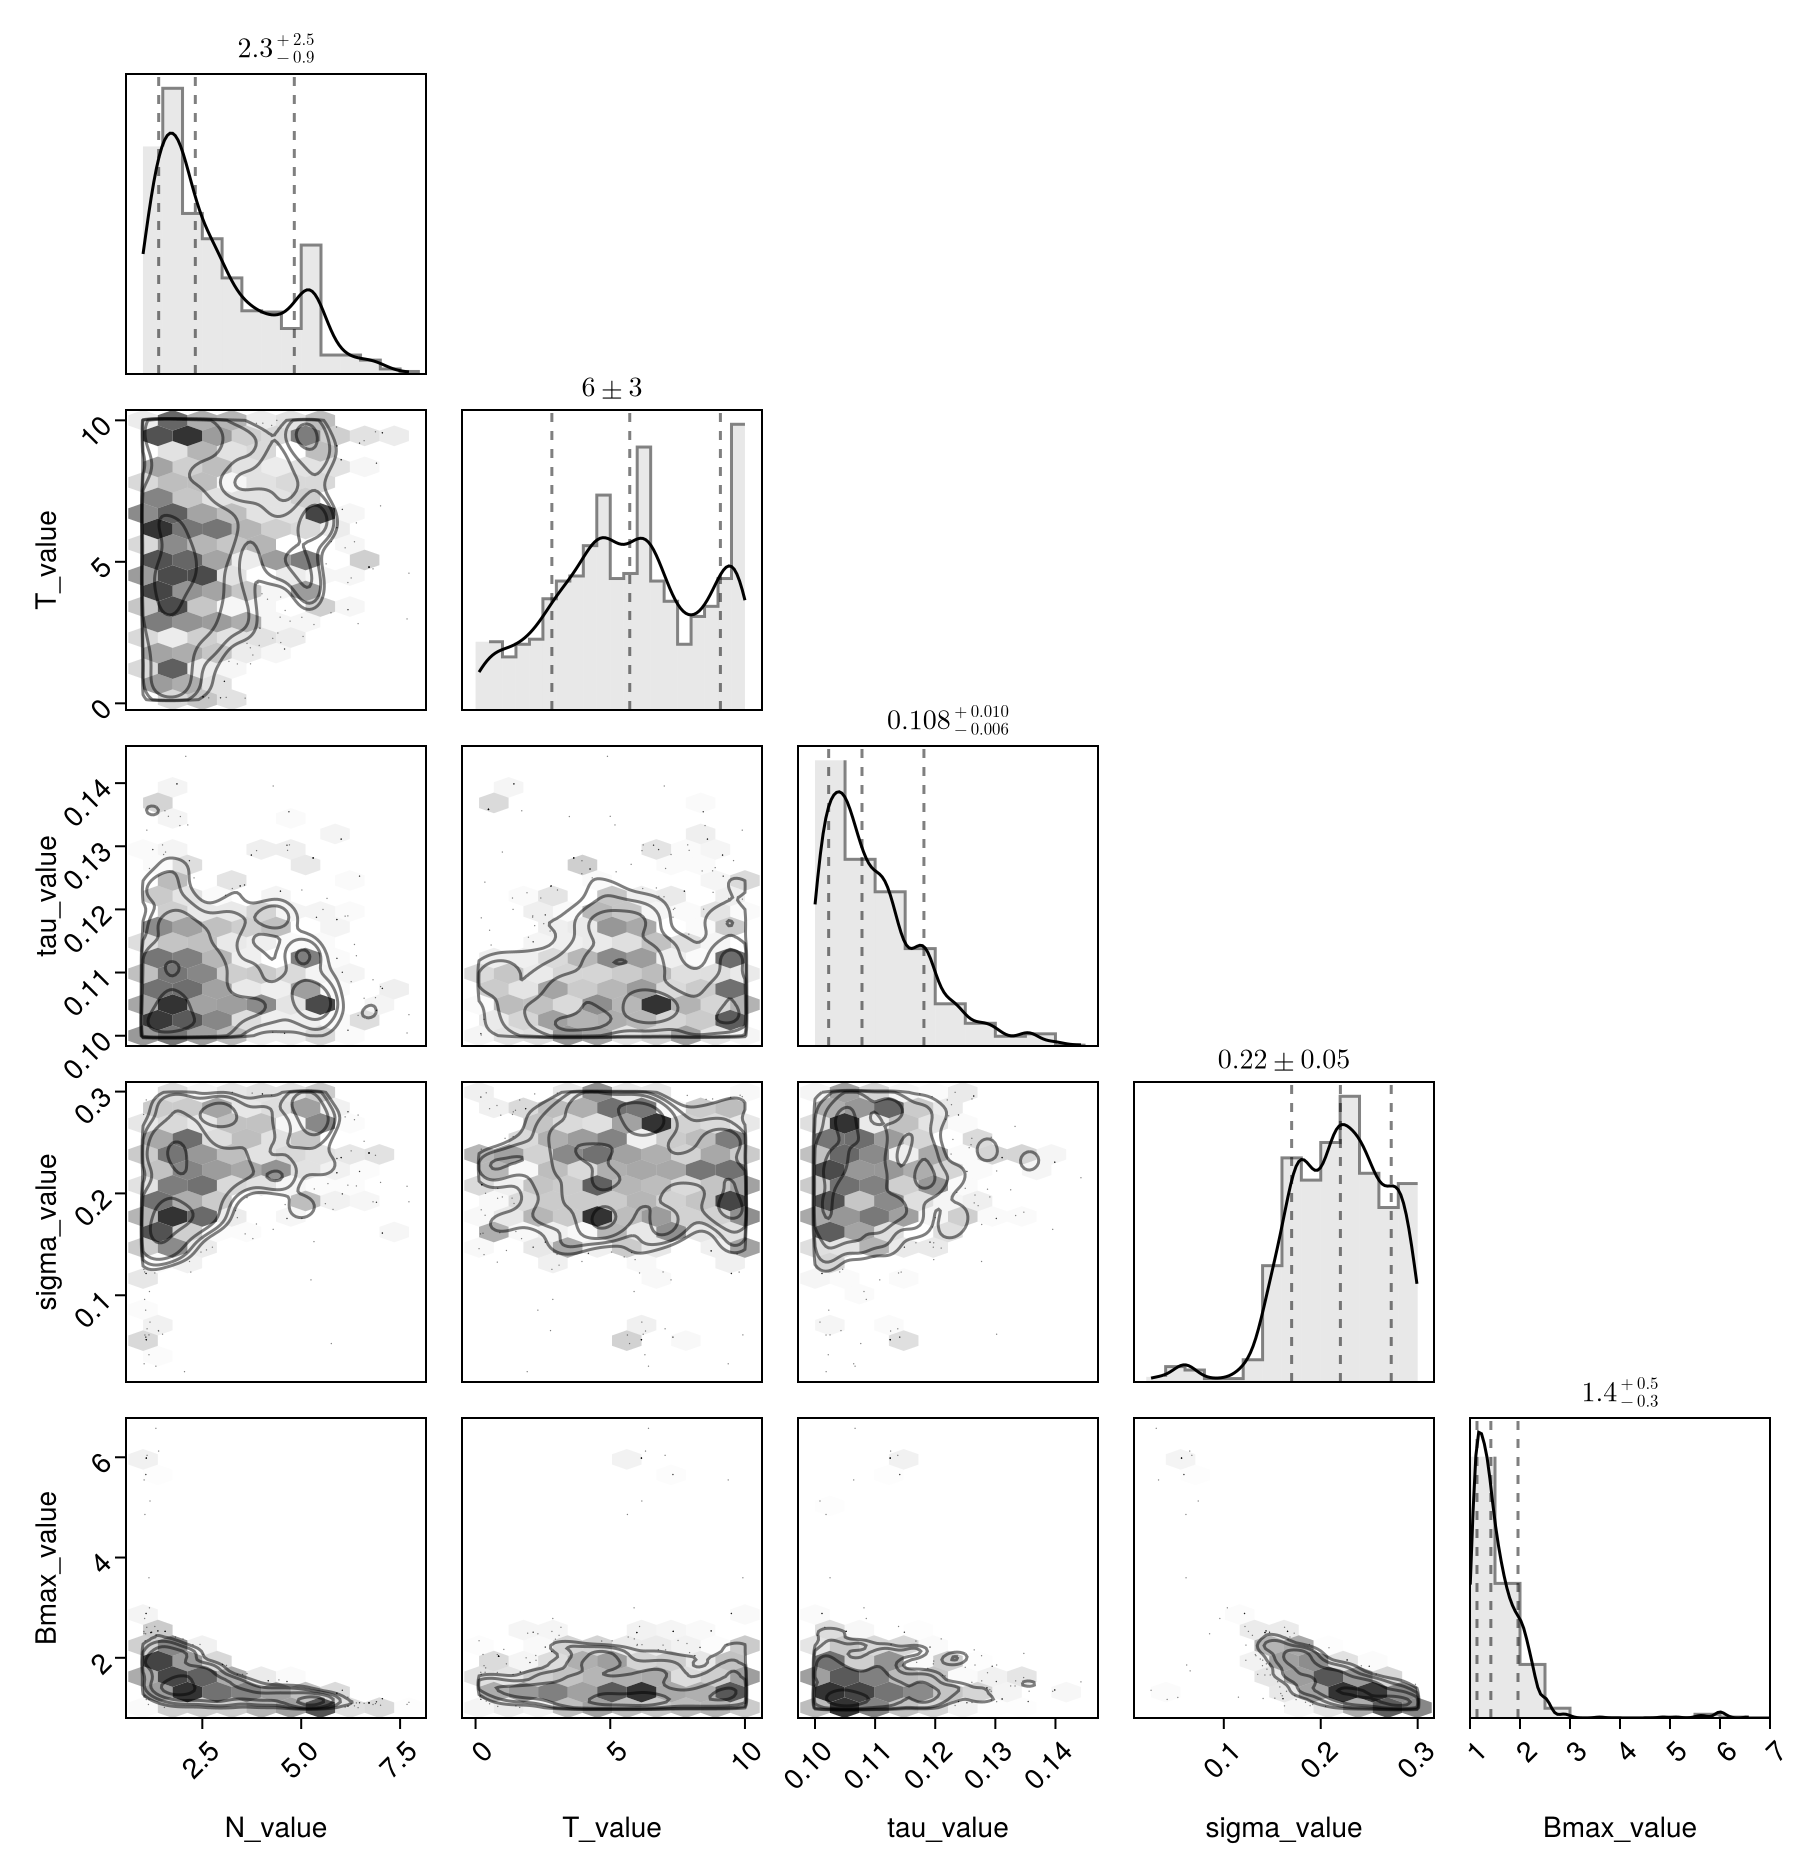 2.3 +2.5 −0.9
6 ± 3
10
5
0
T_value
0.108 +0.010 −0.006
0.14
0.13
0.12
0.11
0.10
tau_value
0.22 ± 0.05
0.3
0.2
0.1
sigma_value
1.4 +0.5 −0.3
6
4
2
Bmax_value
2.5 5.0 7.5 0 5 10 0.10 0.11 0.12 0.13 0.14 0.1 0.2 0.3 1 2 3 4 5 6 7
N_value T_value tau_value sigma_value Bmax_value